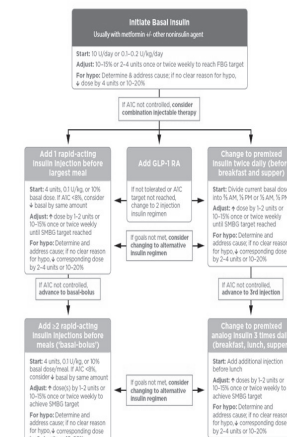 Initiate Basal Insulin
Usually with metformin +/- other noninsulin agent
Start: 10 U/day or 0.1–0.2 U/kg/day
Adjust: 10–15% or 2–4 units once or twice weekly to reach FBG target
For hypo: Determine & address cause; if no clear reason for hypo,
↓ dose by 4 units or 10–20%
If A1C not controlled, consider
combination injectable therapy
Add 1 rapid-acting
insulin injection before
largest meal
Start: 4 units, 0.1 U/kg, or 10%
basal dose. If A1C <8%, consider
↓ basal by same amount
Adjust: ↑ dose by 1–2 units or
10–15% once or twice weekly
until SMBG target reached
For hypo: Determine and
address cause; if no clear reason
for hypo, ↓ corresponding dose
by 2–4 units or 10–20%
Add GLP-1 RA
If not tolerated or A1C
target not reached,
change to 2 injection
insulin regimen
If goals not met, consider
changing to alternative
insulin regimen
Change to premixed
insulin twice daily (before
breakfast and supper)
Start: Divide current basal dose
into ⅔ AM, ⅓ PM or ½ AM, ½ PM
Adjust: ↑ dose by 1–2 units or
10–15% once or twice weekly
until SMBG target reached
For hypo: Determine and
address cause; if no clear reason
for hypo, ↓ corresponding dose
by 2–4 units or 10–20%
If A1C not controlled,
advance to basal-bolus
If A1C not controlled,
advance to 3rd injection
Add ≥2 rapid-acting
insulin injections before
meals ('basal-bolus')
Start: 4 units, 0.1 U/kg, or 10%
basal dose/meal. If A1C <8%,
consider ↓ basal by same amount
Adjust: ↑ dose(s) by 1–2 units or
10–15% once or twice weekly to
achieve SMBG target
For hypo: Determine and
address cause; if no clear reason
for hypo, ↓ corresponding dose
If goals not met, consider
changing to alternative
insulin regimen
Change to premixed
analog insulin 3 times daily
(breakfast, lunch, supper)
Start: Add additional injection
before lunch
Adjust: ↑ doses by 1–2 units or
10–15% once or twice weekly to
achieve SMBG target
For hypo: Determine and
address cause; if no clear reason
for hypo, ↓ corresponding dose
by 2–4 units or 10–20%